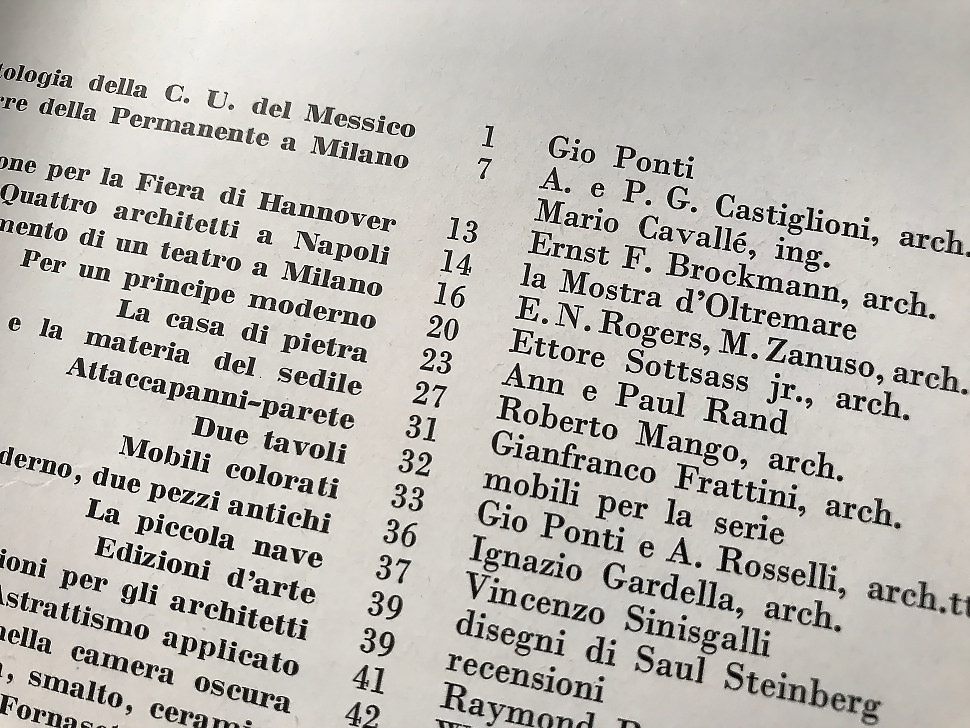 della C. U. del Messico 1 Gio Ponti
della Permanente a Milano 7 A. e P. G. Castiglioni, arch.
Mario Cavallé, ing.
per la Fiera di Hannover 13 Ernst F. Brockmann, arch.
Quattro architetti a Napoli 14 la Mostra d'Oltremare
di un teatro a Milano 16 E. N. Rogers, M. Zanuso, arch.
Per un principe moderno 20 Ettore Sottsass jr., arch.
La casa di pietra 23 Ann e Paul Rand
e la materia del sedile 27 Roberto Mango, arch.
Attaccapanni-parete 31 Gianfranco Frattini, arch.
Due tavoli 32 mobili per la serie
Mobili colorati 33 Gio Ponti e A. Rosselli, arch.tt
derno, due pezzi antichi 36 Ignazio Gardella, arch.
La piccola nave 37 Vincenzo Sinisgalli
Edizioni d'arte 39 disegni di Saul Steinberg
ioni per gli architetti 39 recensioni
Astrattismo applicato 41 Raymond
nella camera oscura 42
smalto,